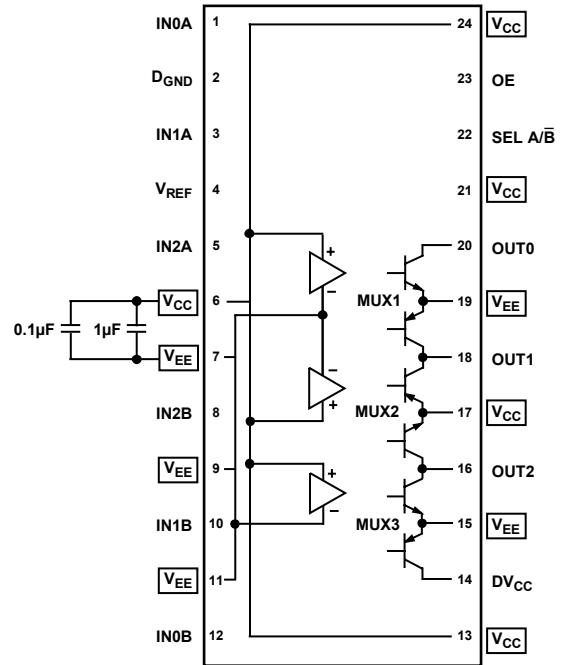 IN0A 1 24 VCC
DGND 2 23 OE
IN1A 3 22 SEL A/B̅
VREF 4 21 VCC
IN2A 5 20 OUT0
+
−
MUX1
VCC 6 19 VEE
0.1µF 1µF
VEE 7 18 OUT1
−
+
MUX2
IN2B 8 17 VCC
VEE 9 16 OUT2
+
−
MUX3
IN1B 10 15 VEE
VEE 11 14 DVCC
IN0B 12 13 VCC